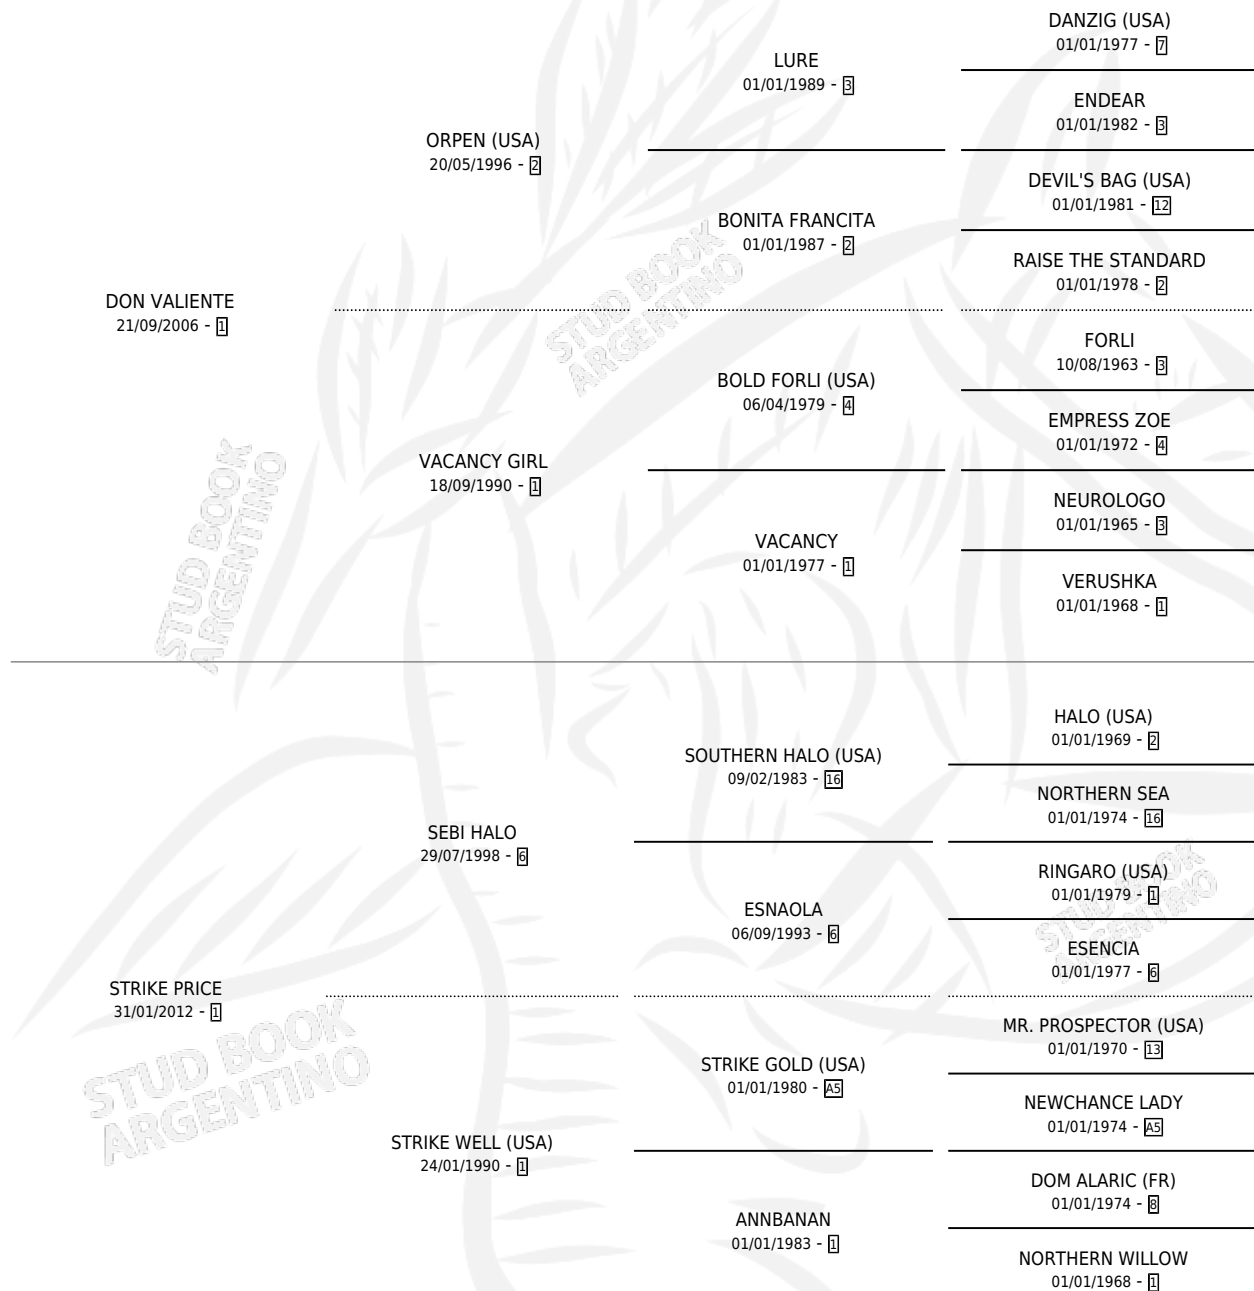 DANZIG (USA)
01/01/1977 - 7
LURE
01/01/1989 - 3
ENDEAR
01/01/1982 - 3
ORPEN (USA)
20/05/1996 - 2
DEVIL'S BAG (USA)
01/01/1981 - 12
BONITA FRANCITA
01/01/1987 - 2
RAISE THE STANDARD
01/01/1978 - 2
DON VALIENTE
21/09/2006 - 1
FORLI
10/08/1963 - 3
BOLD FORLI (USA)
06/04/1979 - 4
EMPRESS ZOE
01/01/1972 - 4
VACANCY GIRL
18/09/1990 - 1
NEUROLOGO
01/01/1965 - 3
VACANCY
01/01/1977 - 1
VERUSHKA
01/01/1968 - 1
HALO (USA)
01/01/1969 - 2
SOUTHERN HALO (USA)
09/02/1983 - 16
NORTHERN SEA
01/01/1974 - 16
SEBI HALO
29/07/1998 - 6
RINGARO (USA)
01/01/1979 - 1
ESNAOLA
06/09/1993 - 6
ESENCIA
01/01/1977 - 6
STRIKE PRICE
31/01/2012 - 1
MR. PROSPECTOR (USA)
01/01/1970 - 13
STRIKE GOLD (USA)
01/01/1980 - A5
NEWCHANCE LADY
01/01/1974 - A5
STRIKE WELL (USA)
24/01/1990 - 1
DOM ALARIC (FR)
01/01/1974 - 8
ANNBANAN
01/01/1983 - 1
NORTHERN WILLOW
01/01/1968 - 1
STUD BOOK
ARGENTINO
STUD BOOK
ARGENTINO
STUD BOOK
ARGENTINO
STUD BOOK
ARGENTINO